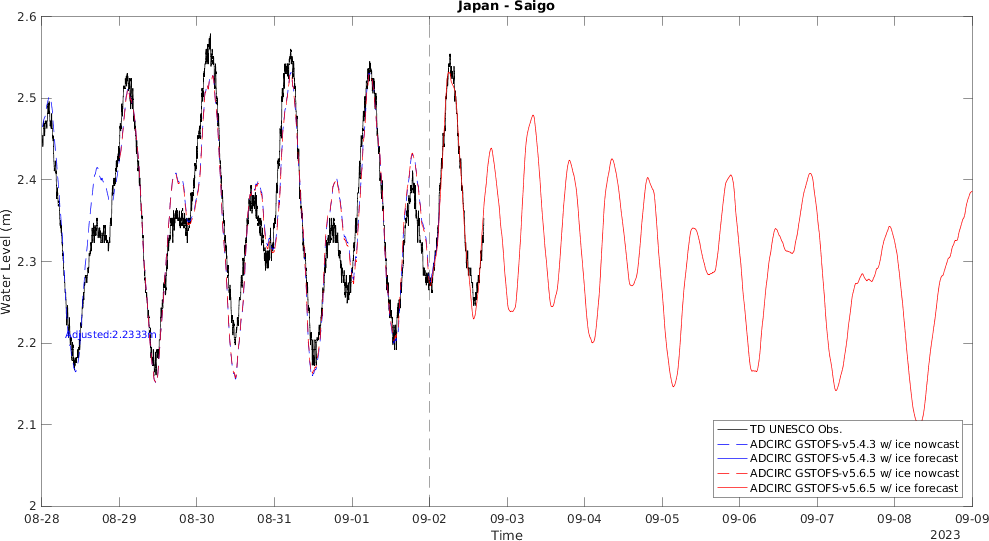 Japan - Saigo
2.6
2.5
2.4
2.3
2.2
2.1
2
Water Level (m)
Adjusted:2.2333m
TD UNESCO Obs.
ADCIRC GSTOFS-v5.4.3 w/ ice nowcast
ADCIRC GSTOFS-v5.4.3 w/ ice forecast
ADCIRC GSTOFS-v5.6.5 w/ ice nowcast
ADCIRC GSTOFS-v5.6.5 w/ ice forecast
08-28 08-29 08-30 08-31 09-01 09-02 09-03 09-04 09-05 09-06 09-07 09-08 09-09
Time
2023